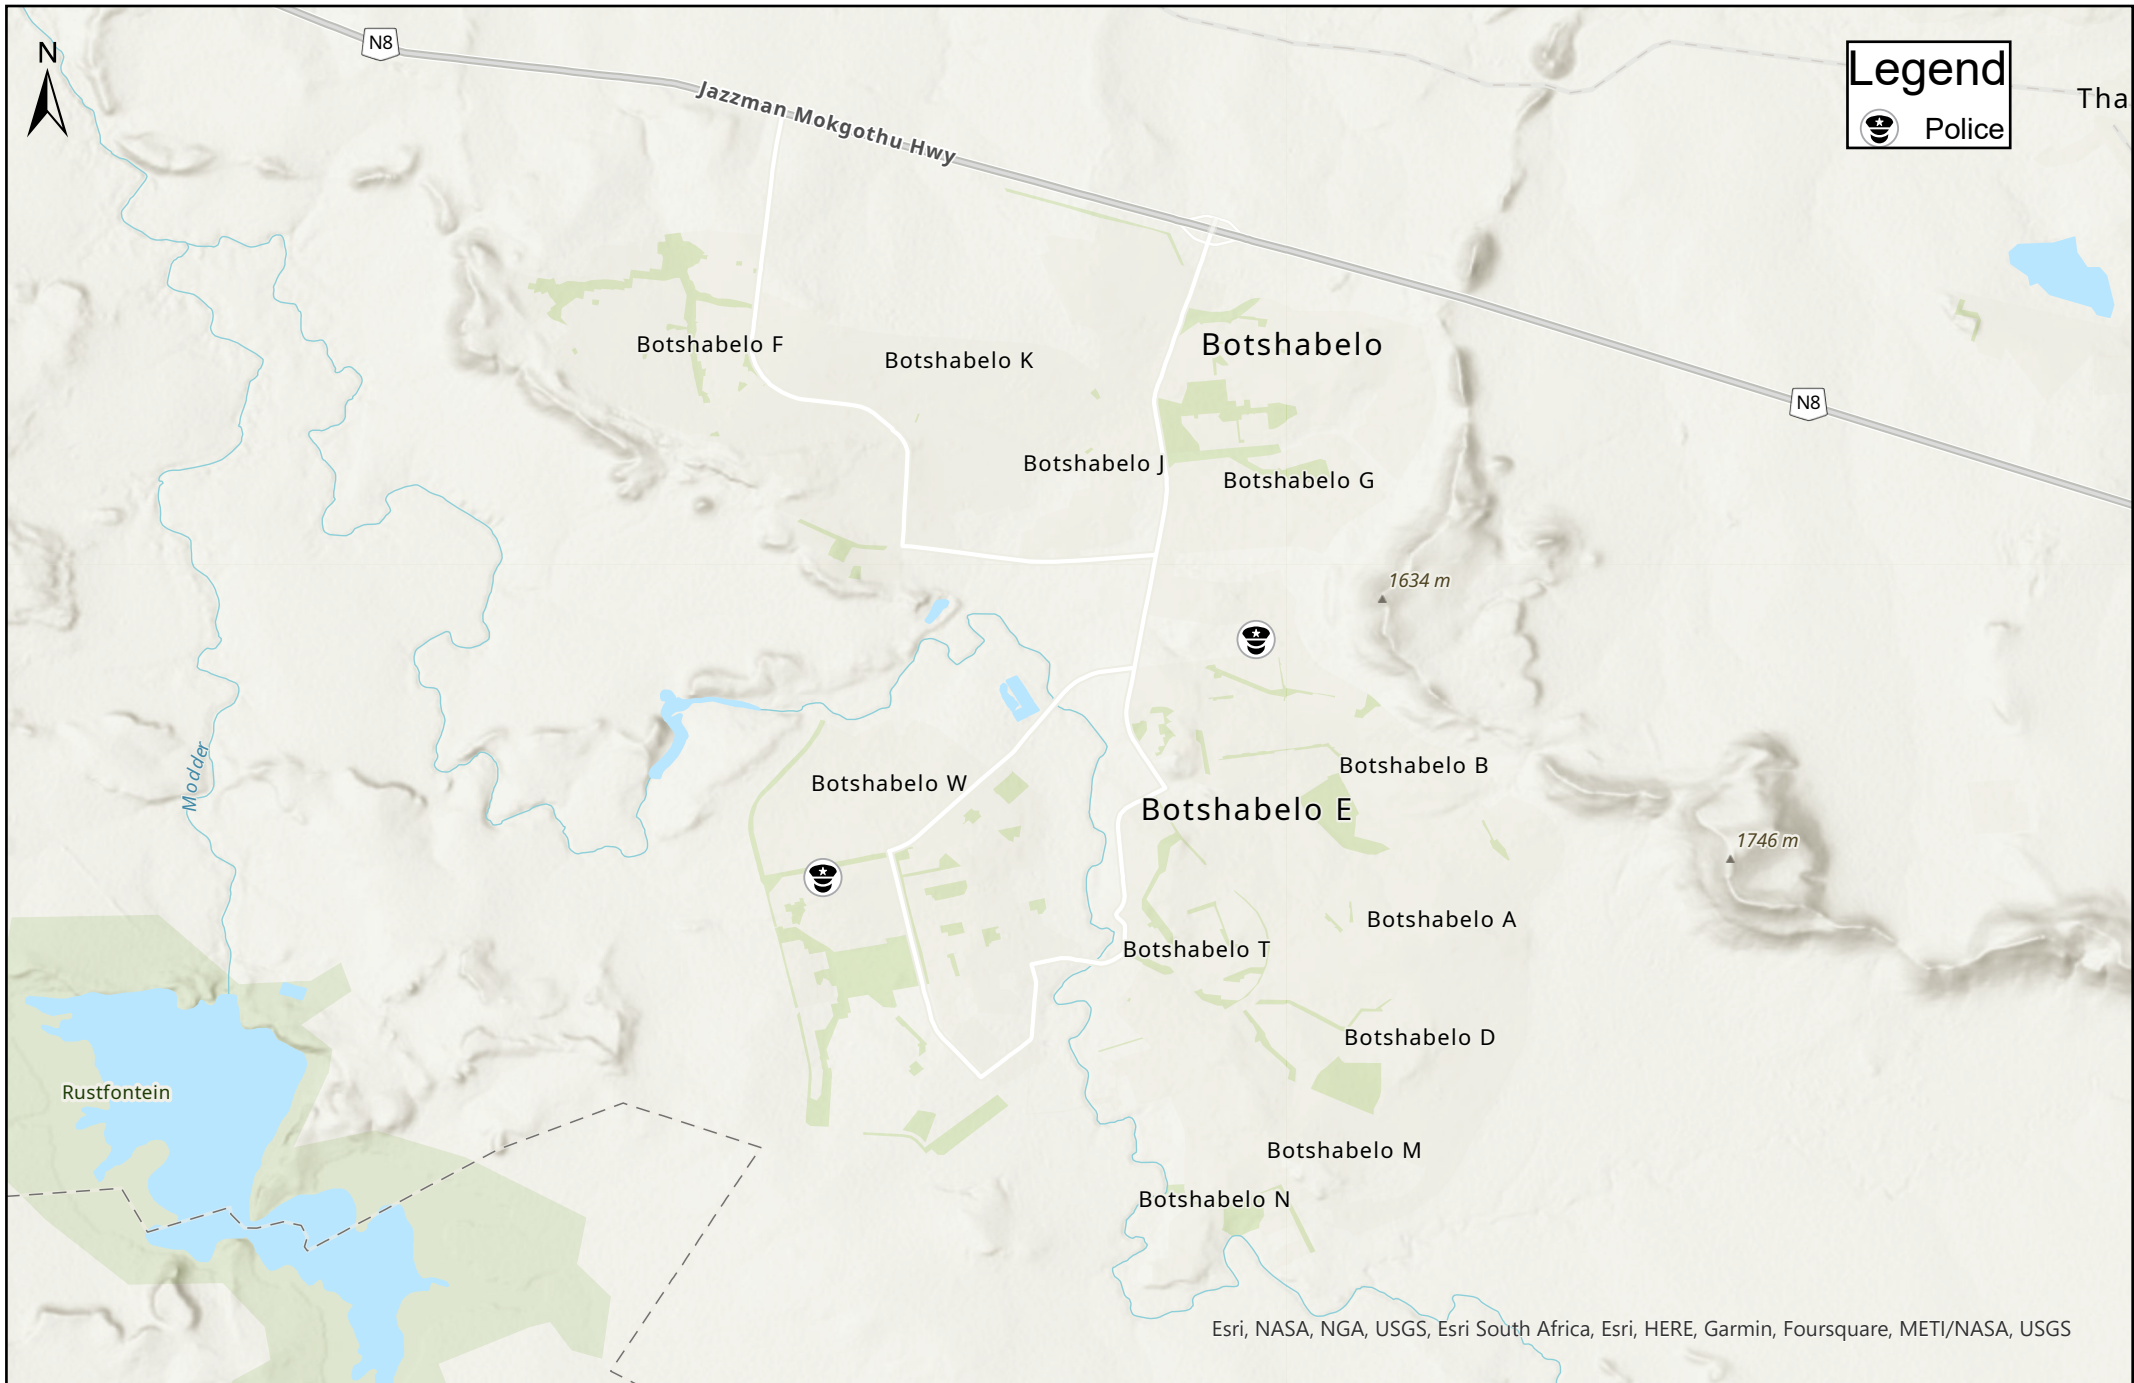 N
N8
Jazzman Mokgothu Hwy
Legend
Police
Tha
Botshabelo F
Botshabelo K
Botshabelo
N8
Botshabelo J
Botshabelo G
1634 m
Modder
Botshabelo W
Botshabelo B
Botshabelo E
1746 m
Botshabelo A
Botshabelo T
Botshabelo D
Rustfontein
Botshabelo M
Botshabelo N
Esri, NASA, NGA, USGS, Esri South Africa, Esri, HERE, Garmin, Foursquare, METI/NASA, USGS